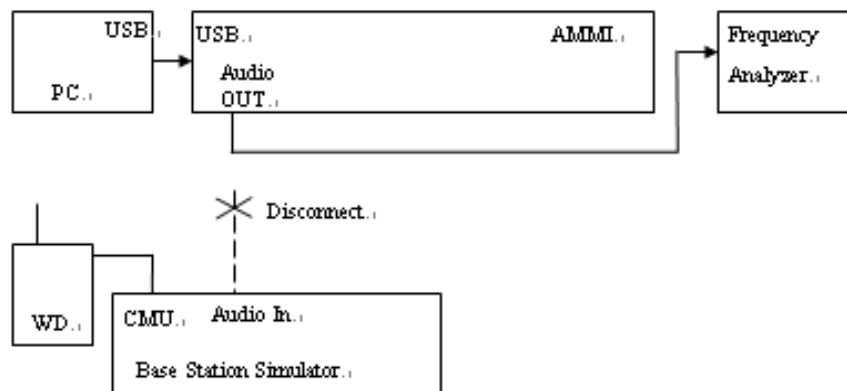 USB
USB.
AMMI.
Frequency
Analyzer.
PC.
Audio
OUT.
Disconnect.
WD.
CMU.
Audio In.
Base Station Simulator.